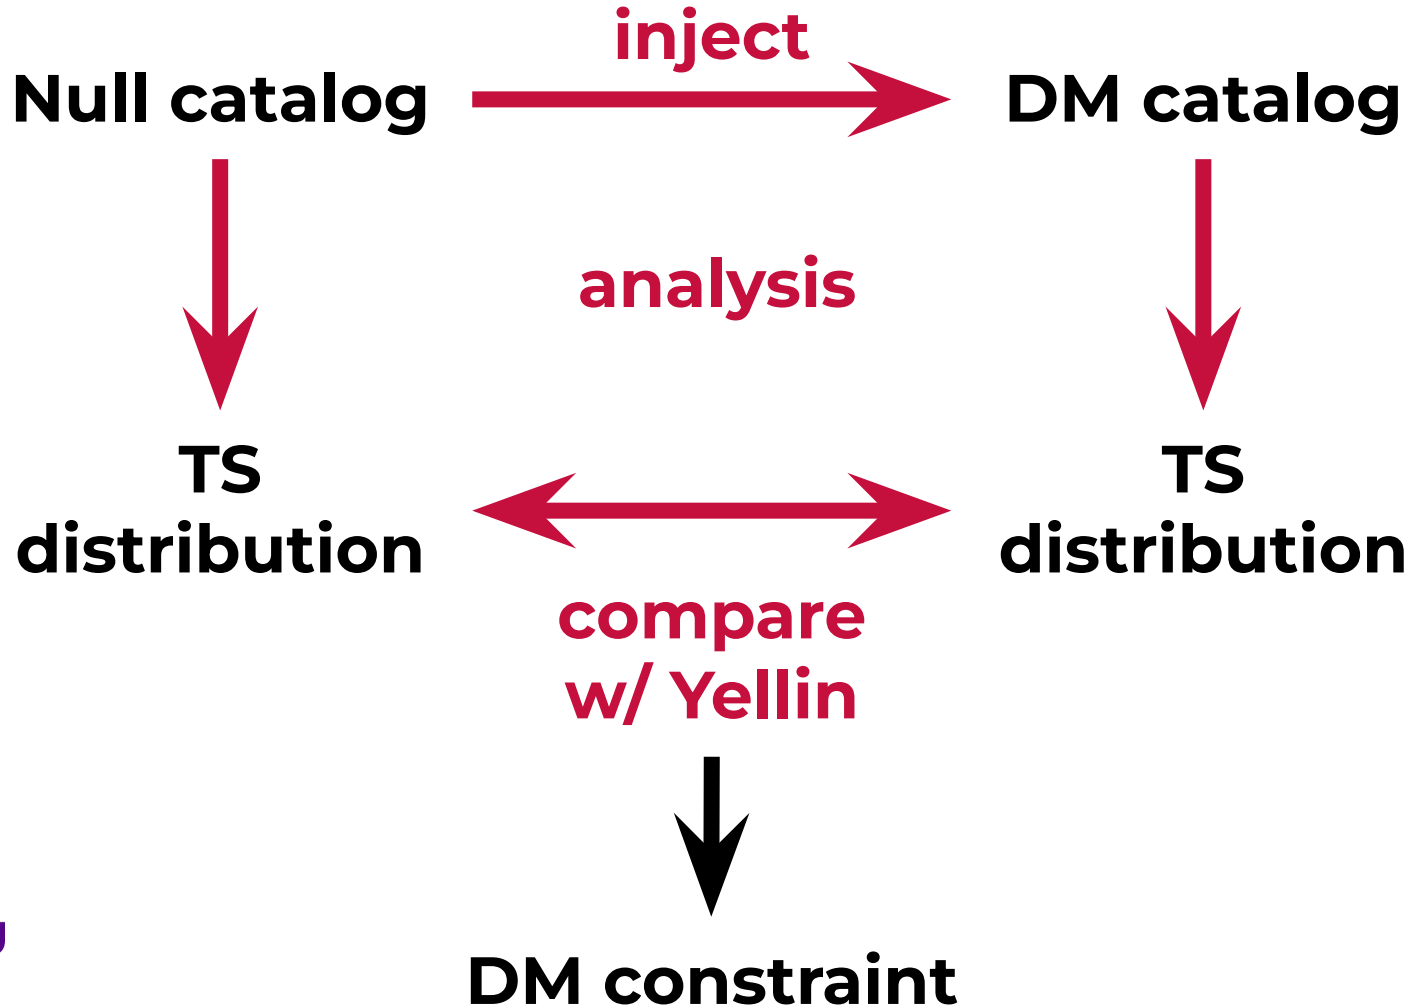 inject
Null catalog
DM catalog
analysis
TS
distribution
TS
distribution
compare
w/ Yellin
DM constraint